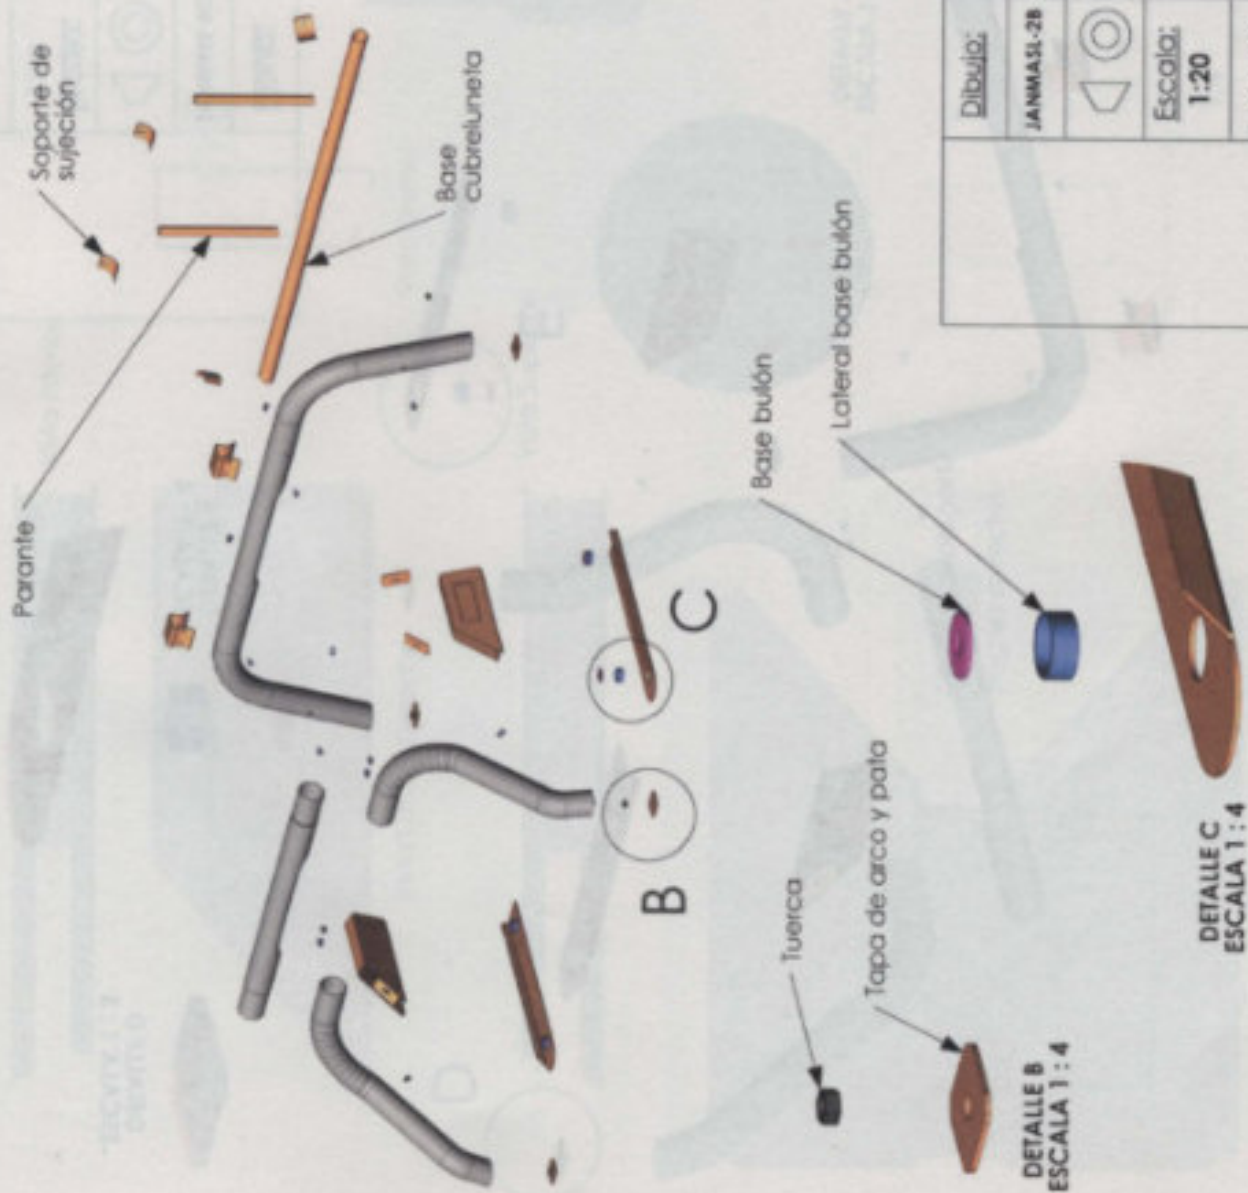 Soporte de
sujeción
Parante
Base
cubreluneta
Dibujo:
JANMASL-2B
Escala:
1:20
Base bulón
Lateral base bulón
C
B
Tuerca
Tapa de arco y pata
DETALLE B
ESCALA 1 : 4
DETALLE C
ESCALA 1 : 4